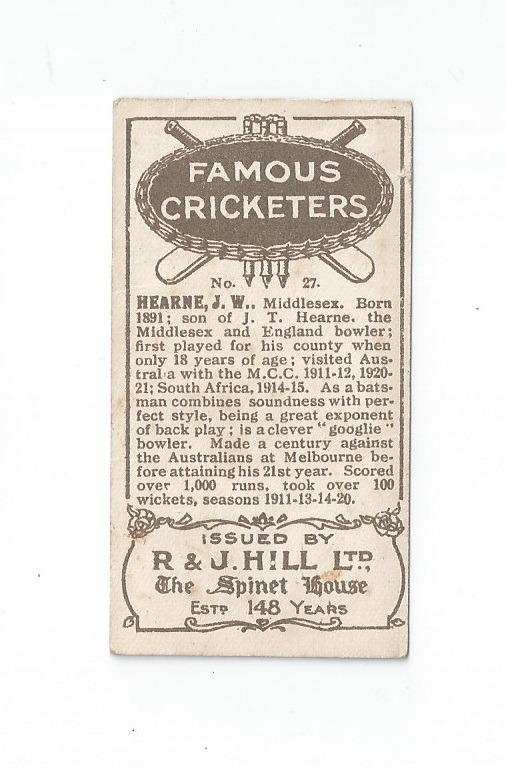 FAMOUS
CRICKETERS
No. 27.
HEARNE, J. W., Middlesex. Born
1891; son of J. T. Hearne, the
Middlesex and England bowler;
first played for his county when
only 18 years of age; visited Aus-
tralia with the M.C.C. 1911-12, 1920-
21; South Africa, 1914-15. As a bats-
man combines soundness with per-
fect style, being a great exponent
of back play; is a clever "googlie"
bowler. Made a century against
the Australians at Melbourne be-
fore attaining his 21st year. Scored
over 1,000 runs, took over 100
wickets, seasons 1911-13-14-20.
ISSUED BY
R & J. HILL LTD.,
The Spinet House
ESTD 148 YEARS